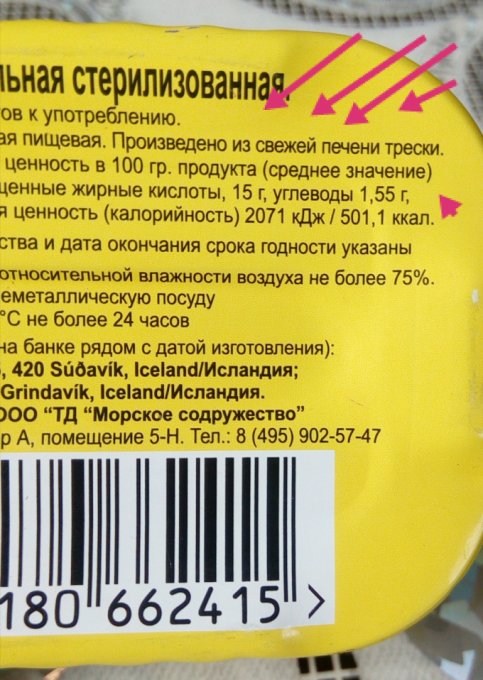 льная стерилизованная.
ов к употреблению.
ая пищевая. Произведено из свежей печени трески.
ценность в 100 гр. продукта (среднее значение)
щенные жирные кислоты, 15 г, углеводы 1,55 г,
я ценность (калорийность) 2071 кДж / 501,1 ккал.
ства и дата окончания срока годности указаны
относительной влажности воздуха не более 75%.
еметаллическую посуду
°С не более 24 часов
на банке рядом с датой изготовления):
420 Súðavík, Iceland/Исландия;
Grindavík, Iceland/Исландия.
ООО “ТД “Морское содружество”
р А, помещение 5-Н. Тел.: 8 (495) 902-57-47
180 662415 >